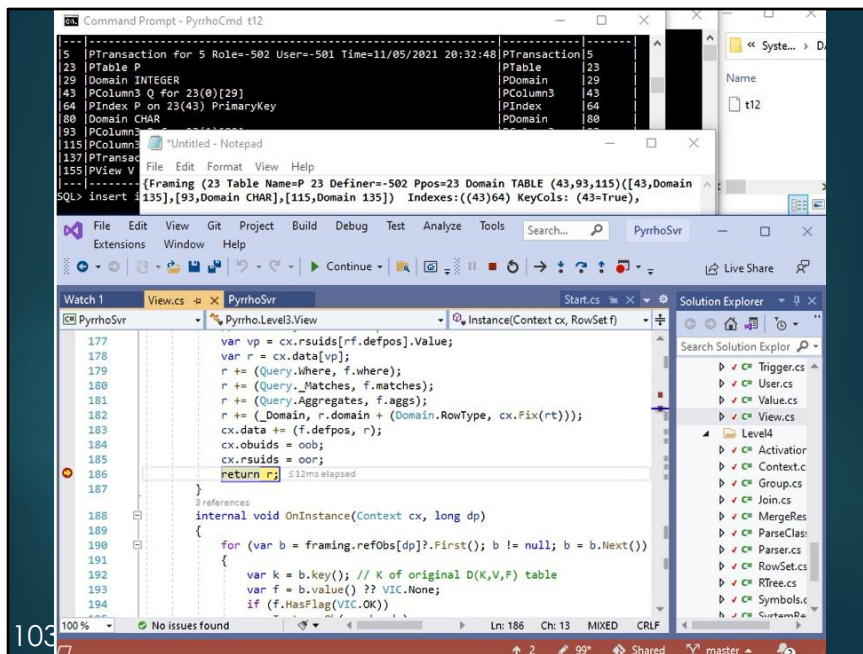 Command Prompt - PyrrhoCmd t12
|---|---------------------------------------------------------|------------|-------|
|5 |PTransaction for 5 Role=-502 User=-501 Time=11/05/2021 20:32:48|PTransaction|5
|23 |PTable P |PTable |23
|29 |Domain INTEGER |PDomain |29
|43 |PColumn3 Q for 23(0)[29] |PColumn3 |43
|64 |PIndex P on 23(43) PrimaryKey |PIndex |64
|80 |Domain CHAR |PDomain |80
|93 |PColumn3
|115|PColumn3
|137|PTransac
|155|PView V
|---|--------
SQL> insert i
« Syste... ›
Name
t12
*Untitled - Notepad
File Edit Format View Help
{Framing (23 Table Name=P 23 Definer=-502 Ppos=23 Domain TABLE (43,93,115)([43,Domain
135],[93,Domain CHAR],[115,Domain 135]) Indexes:((43)64) KeyCols: (43=True),
File Edit View Git Project Build Debug Test Analyze Tools Search... PyrrhoSvr
Extensions Window Help
Continue Live Share
Watch 1 View.cs PyrrhoSvr Start.cs
PyrrhoSvr Pyrrho.Level3.View Instance(Context cx, RowSet f)
177 var vp = cx.rsuids[rf.defpos].Value;
178 var r = cx.data[vp];
179 r += (Query.Where, f.where);
180 r += (Query._Matches, f.matches);
181 r += (Query.Aggregates, f.aggs);
182 r += (_Domain, r.domain + (Domain.RowType, cx.Fix(rt)));
183 cx.data += (f.defpos, r);
184 cx.obuids = oob;
185 cx.rsuids = oor;
186 return r; ≤12ms elapsed
187 }
3 references
188 internal void OnInstance(Context cx, long dp)
189 {
190 for (var b = framing.refObs[dp]?.First(); b != null; b = b.Next())
191 {
192 var k = b.key(); // K of original D(K,V,F) table
193 var f = b.value() ?? VIC.None;
194 if (f.HasFlag(VIC.OK))
100 % No issues found Ln: 186 Ch: 13 MIXED CRLF
Solution Explorer
Search Solution Explor
C# Trigger.cs
C# User.cs
C# Value.cs
C# View.cs
Level4
C# Activation
C# Context.c
C# Group.cs
C# Join.cs
C# MergeRes
C# ParseClas
C# Parser.cs
C# RowSet.cs
C# RTree.cs
C# Symbols.c
2 99* Shared master
103